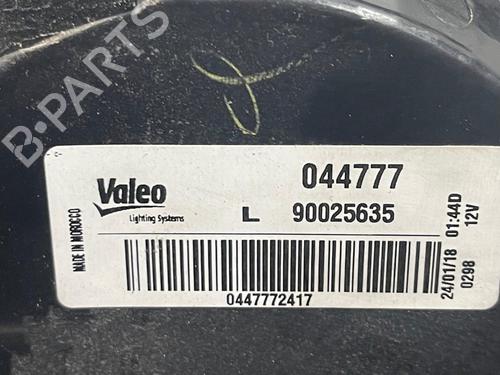 B-PARTS
Valeo
Lighting Systems
044777
L 90025635
MADE IN MOROCCO
0447772417
24/01/18 01:44D
0298 12V